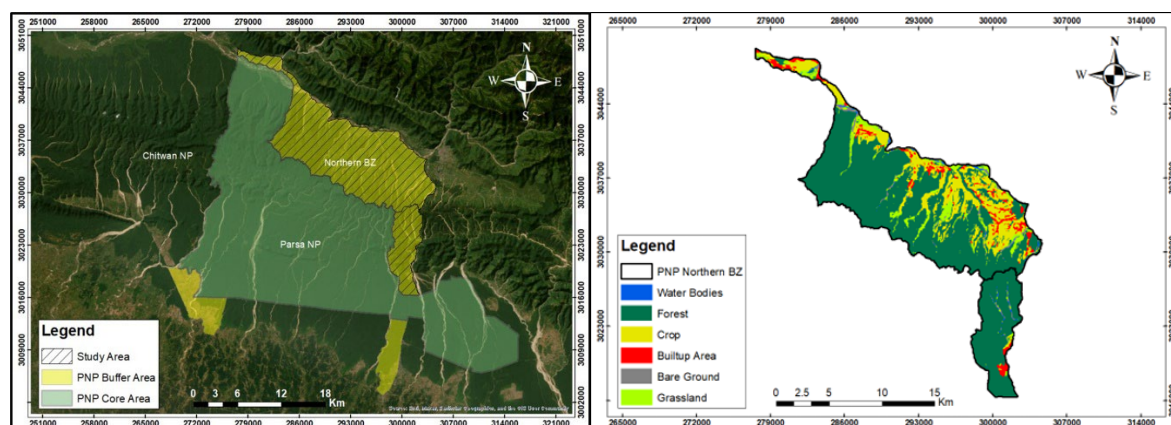 251000 258000 265000 272000 279000 286000 293000 300000 307000 314000 321000
3051000 3044000 3037000 3030000 3023000 3016000 3009000 3002000
N
W E
S
Chitwan NP
Northern BZ
Parsa NP
Legend
Study Area
PNP Buffer Area
PNP Core Area
0 3 6 12 18
Km
251000 258000 265000 272000 279000 286000 293000 300000 307000 314000 321000
265000 272000 279000 286000 293000 300000 307000 314000
3044000 3037000 3030000 3023000
N
W E
S
Legend
PNP Northern BZ
Water Bodies
Forest
Crop
Builtup Area
Bare Ground
Grassland
0 2.5 5 10 15
Km
265000 272000 279000 286000 293000 300000 307000 314000